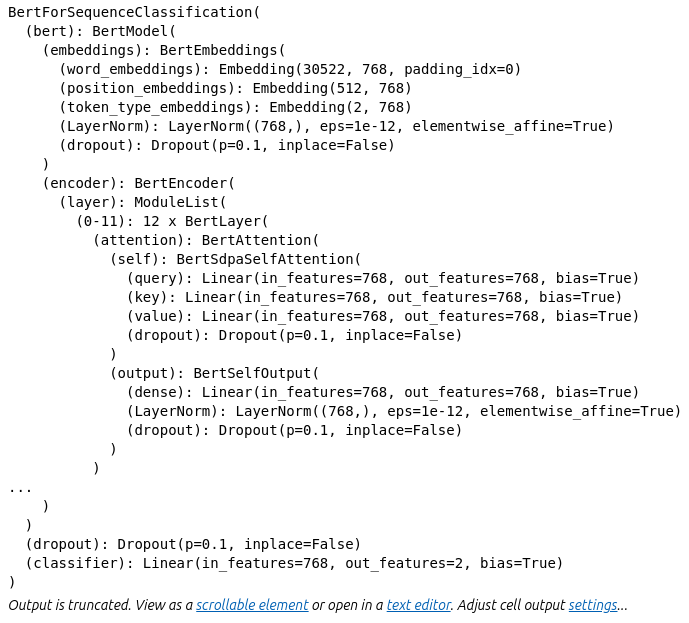 BertForSequenceClassification(
  (bert): BertModel(
    (embeddings): BertEmbeddings(
      (word_embeddings): Embedding(30522, 768, padding_idx=0)
      (position_embeddings): Embedding(512, 768)
      (token_type_embeddings): Embedding(2, 768)
      (LayerNorm): LayerNorm((768,), eps=1e-12, elementwise_affine=True)
      (dropout): Dropout(p=0.1, inplace=False)
    )
    (encoder): BertEncoder(
      (layer): ModuleList(
        (0-11): 12 x BertLayer(
          (attention): BertAttention(
            (self): BertSdpaSelfAttention(
              (query): Linear(in_features=768, out_features=768, bias=True)
              (key): Linear(in_features=768, out_features=768, bias=True)
              (value): Linear(in_features=768, out_features=768, bias=True)
              (dropout): Dropout(p=0.1, inplace=False)
            )
            (output): BertSelfOutput(
              (dense): Linear(in_features=768, out_features=768, bias=True)
              (LayerNorm): LayerNorm((768,), eps=1e-12, elementwise_affine=True)
              (dropout): Dropout(p=0.1, inplace=False)
            )
          )
...
    )
  )
  (dropout): Dropout(p=0.1, inplace=False)
  (classifier): Linear(in_features=768, out_features=2, bias=True)
)
Output is truncated. View as a scrollable element or open in a text editor. Adjust cell output settings...